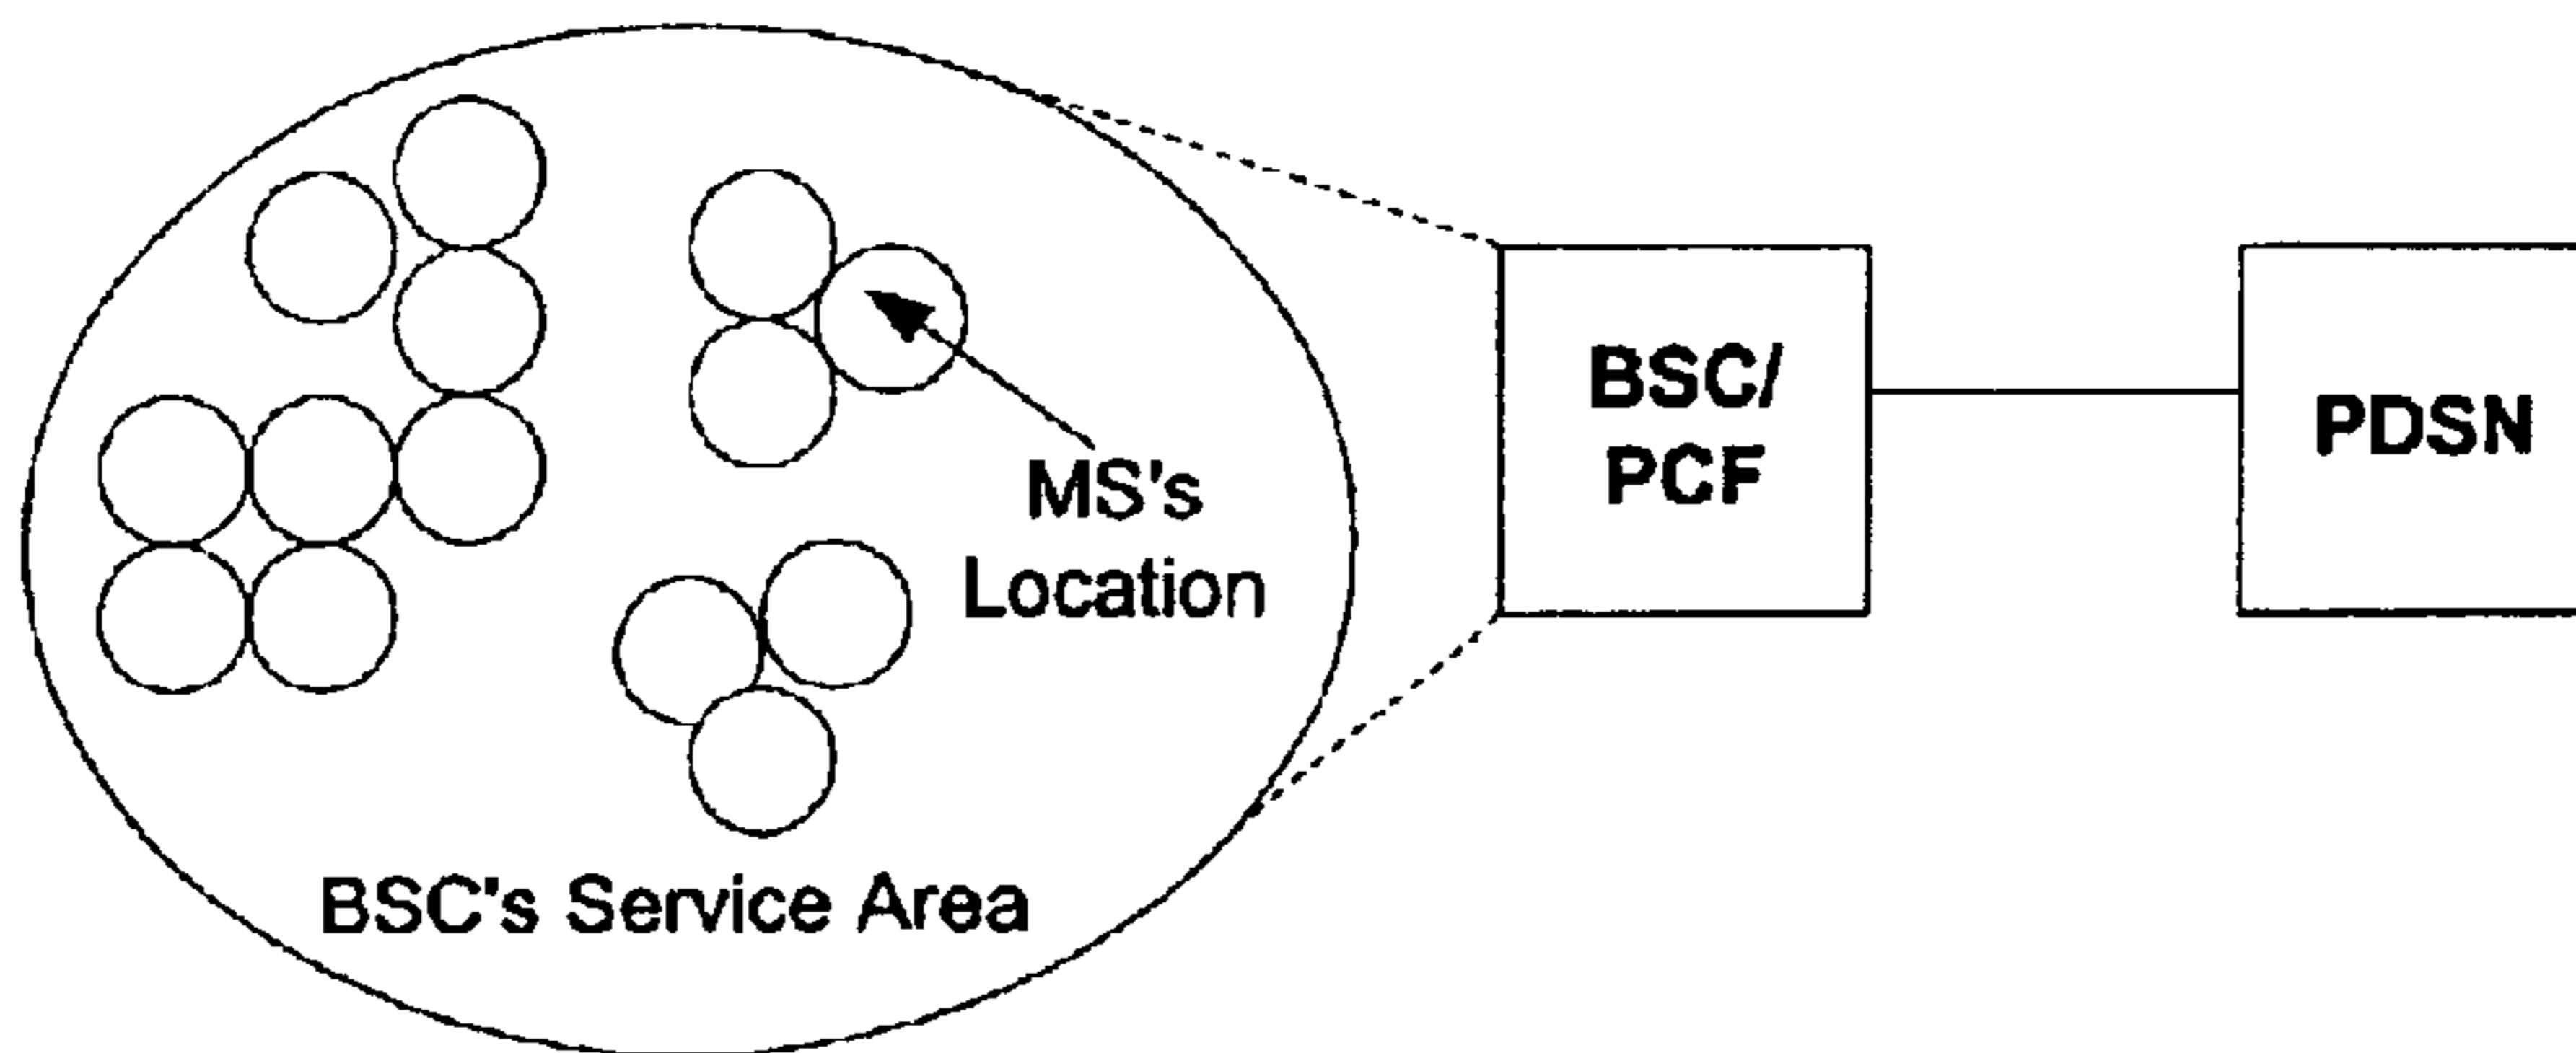 MS's
Location
BSC's Service Area
BSC/
PCF
PDSN